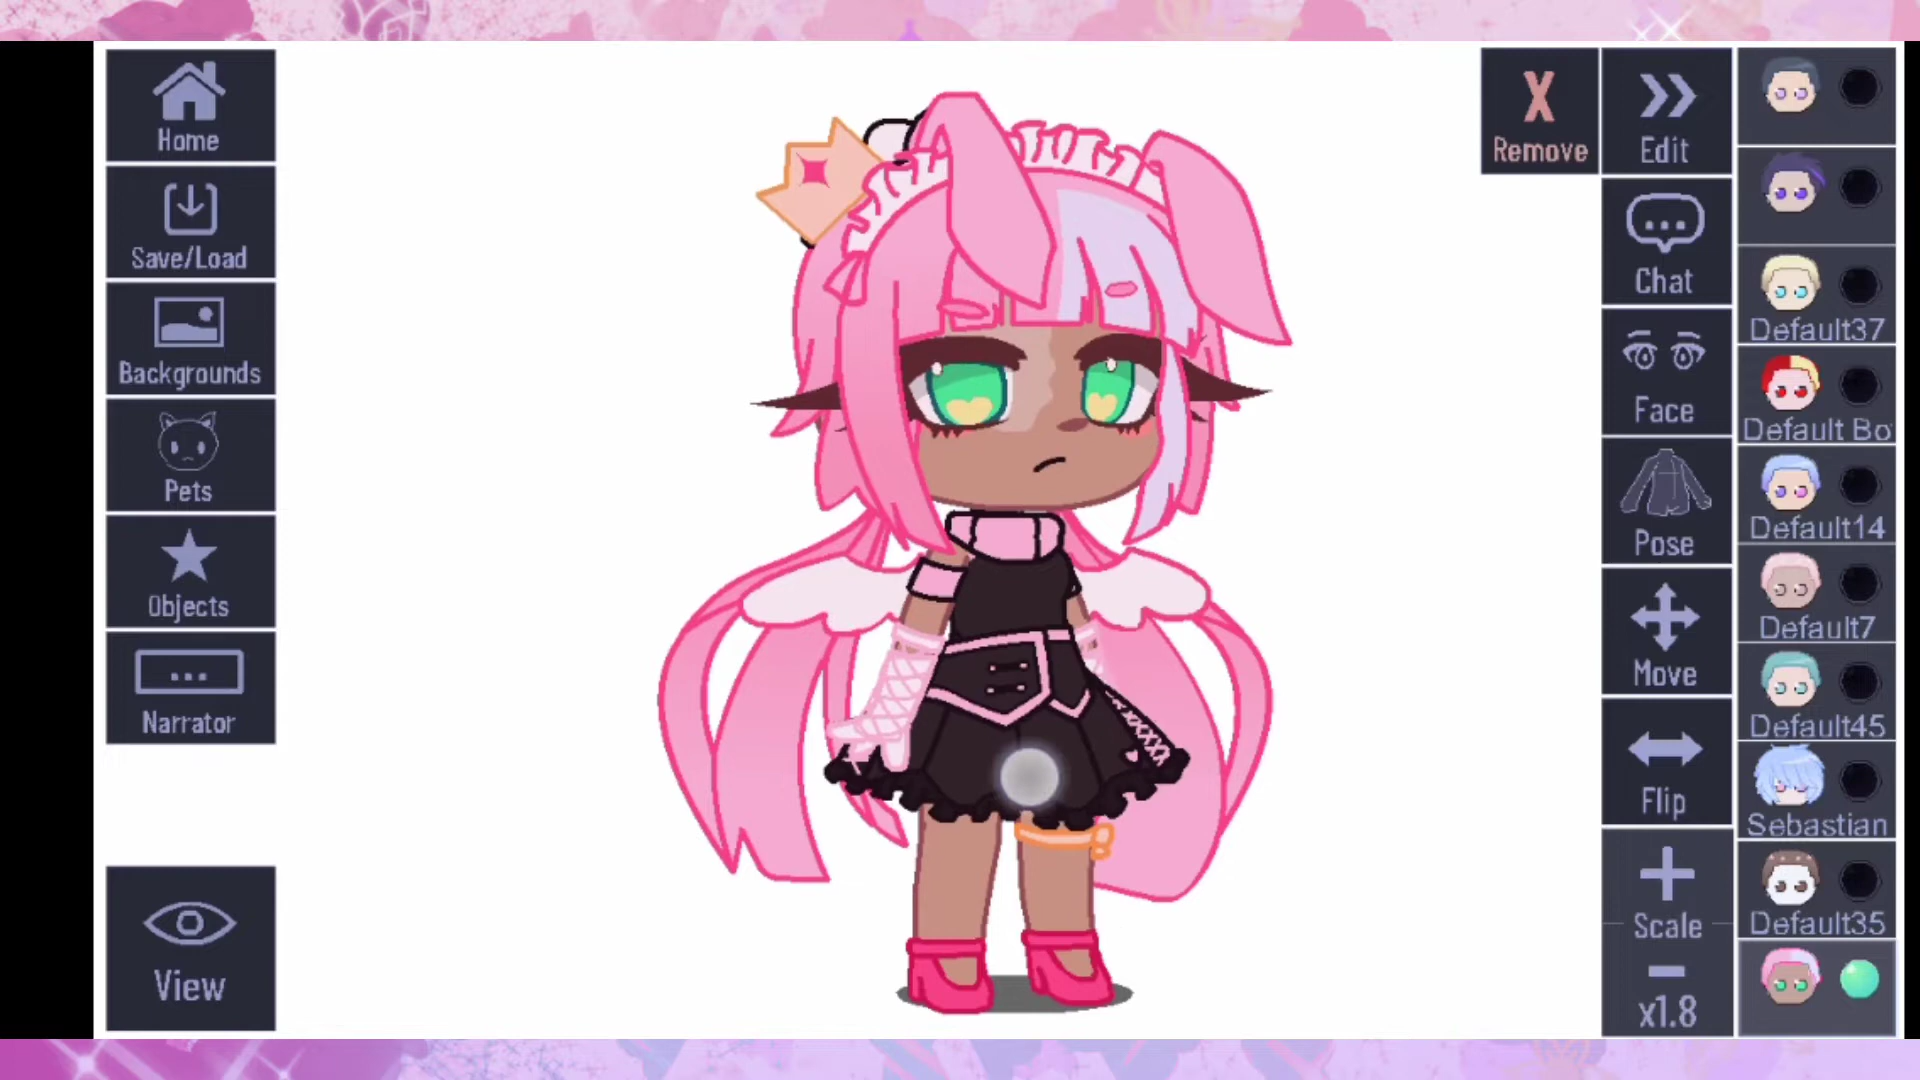 Home
Save/Load
Backgrounds
Pets
Objects
Narrator
View
X
Remove
Edit
Chat
Face
Pose
Move
Flip
Scale
x1.8
Default37
Default Bo
Default14
Default7
Default45
Sebastian
Default35